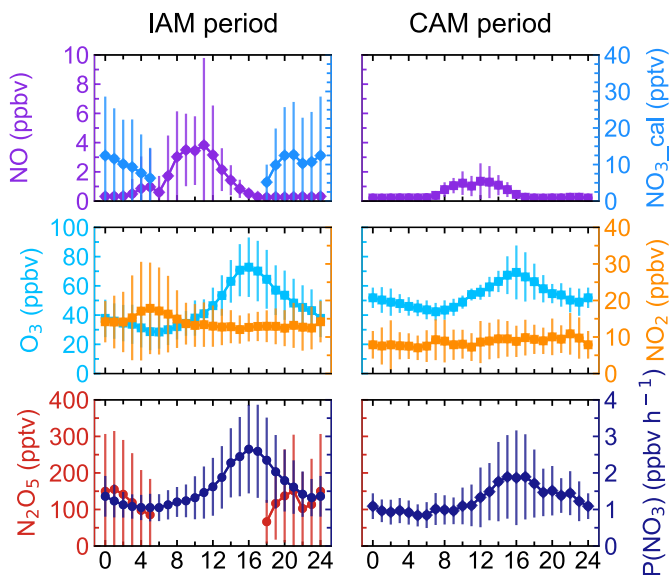 IAM period CAM period
NO (ppbv) 10 8 6 4 2 0 40 30 20 10 0 NO₃_cal (pptv)
O₃ (ppbv) 100 80 60 40 20 0 40 30 20 10 0 NO₂ (ppbv)
N₂O₅ (pptv) 400 300 200 100 0 4 3 2 1 0 P(NO₃) (ppbv h⁻¹)
0 4 8 12 16 20 24 0 4 8 12 16 20 24